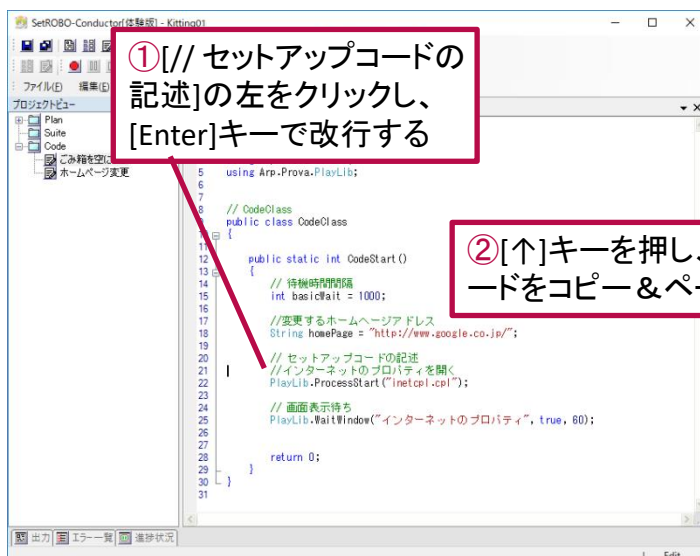 SetROBO-Conductor[体験版] - Kitting01
ファイル(F) 編集(E)
プロジェクトビュー
Plan
Suite
Code
ごみ箱を空に
ホームページ変更
①[// セットアップコードの
記述]の左をクリックし、
[Enter]キーで改行する
②[↑]キーを押し、
ードをコピー＆ペー
5 using Arp.Prova.PlayLib;
6
7
8 // CodeClass
public class CodeClass
10 {
11
12 public static int CodeStart()
13 {
14 // 待機時間間隔
15 int basicWait = 1000;
16
17 //変更するホームページアドレス
18 String homePage = "http://www.google.co.jp/";
19
20 // セットアップコードの記述
21 //インターネットのプロパティを開く
22 PlayLib.ProcessStart("inetcpl.cpl");
23
24 // 画面表示待ち
25 PlayLib.WaitWindow("インターネットのプロパティ", true, 60);
26
27
28 return 0;
29 }
30 }
31
出力 エラー一覧 進捗状況
Edit